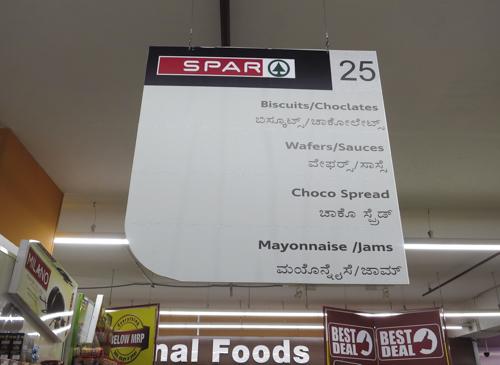 SPAR
25
Biscuits/Choclates
ಬಿಸ್ಕೂಟ್ಸ್/ಚಾಕೋಲೇಟ್ಸ್
Wafers/Sauces
ವೇಫರ್ಸ್/ಸಾಸ್ಸೆ
Choco Spread
ಚಾಕೊ ಸ್ಪ್ರೆಡ್
Mayonnaise /Jams
ಮಯೊನ್ನೈಸೆ/ಜಾಮ್
MILANO
Everything
BELOW MRP
nal Foods
BEST
DEAL
BEST
DEAL